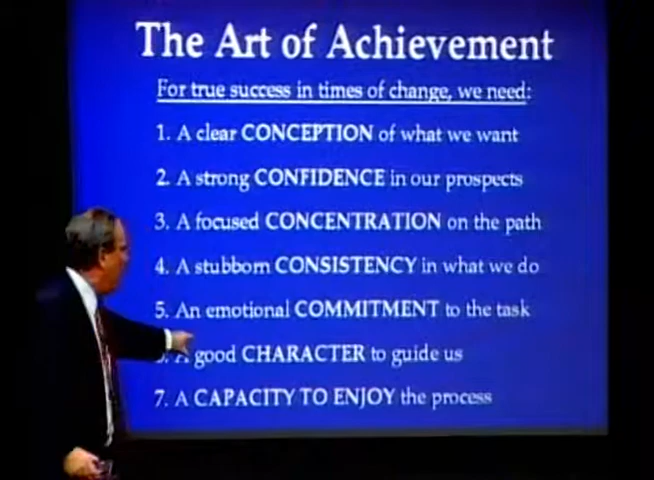 The Art of Achievement
For true success in times of change, we need:
1. A clear CONCEPTION of what we want
2. A strong CONFIDENCE in our prospects
3. A focused CONCENTRATION on the path
4. A stubborn CONSISTENCY in what we do
5. An emotional COMMITMENT to the task
6. A good CHARACTER to guide us
7. A CAPACITY TO ENJOY the process